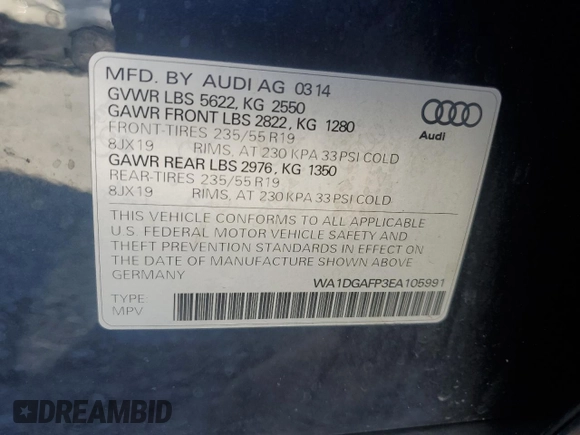 MFD. BY AUDI AG 0314
GVWR LBS 5622, KG 2550
GAWR FRONT LBS 2822, KG 1280
FRONT-TIRES 235/55 R19
8JX19 RIMS, AT 230 KPA 33 PSI COLD
GAWR REAR LBS 2976, KG 1350
REAR-TIRES 235/55 R19
8JX19 RIMS, AT 230 KPA 33 PSI COLD
Audi
THIS VEHICLE CONFORMS TO ALL APPLICABLE
U.S. FEDERAL MOTOR VEHICLE SAFETY AND
THEFT PREVENTION STANDARDS IN EFFECT ON
THE DATE OF MANUFACTURE SHOWN ABOVE.
GERMANY
WA1DGAFP3EA105991
TYPE:
MPV
DREAMBID